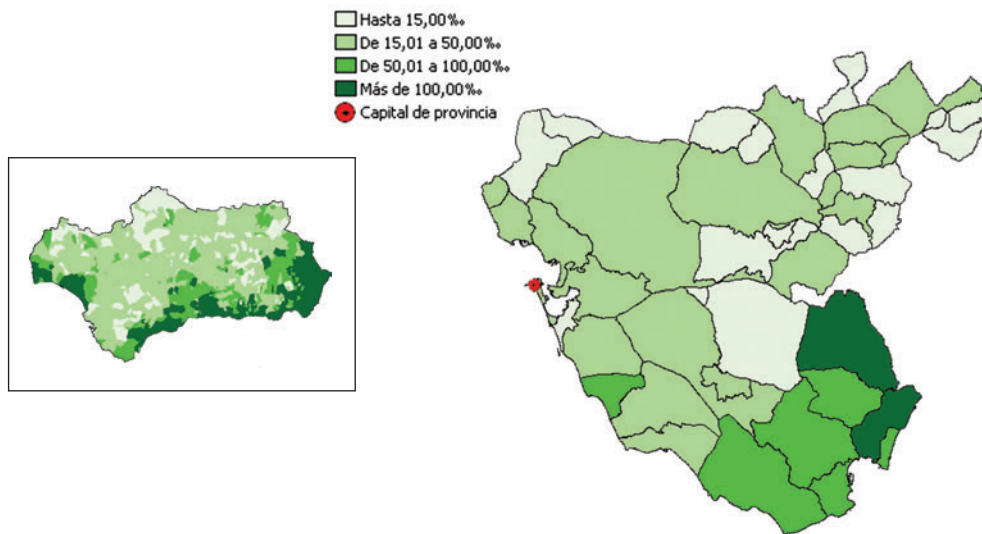 Hasta 15,00‰
De 15,01 a 50,00‰
De 50,01 a 100,00‰
Más de 100,00‰
Capital de provincia